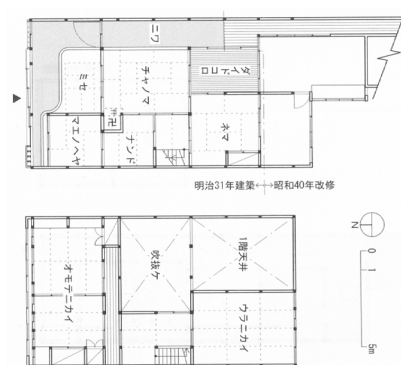 ニワ
ミセ
チャノマ
ダイドコロ
マエノヘヤ
卍
ナンド
ネマ
明治31年建築↔昭和40年改修
オモテニカイ
吹抜ケ
1階天井
ウラニカイ
N
0 1 5m